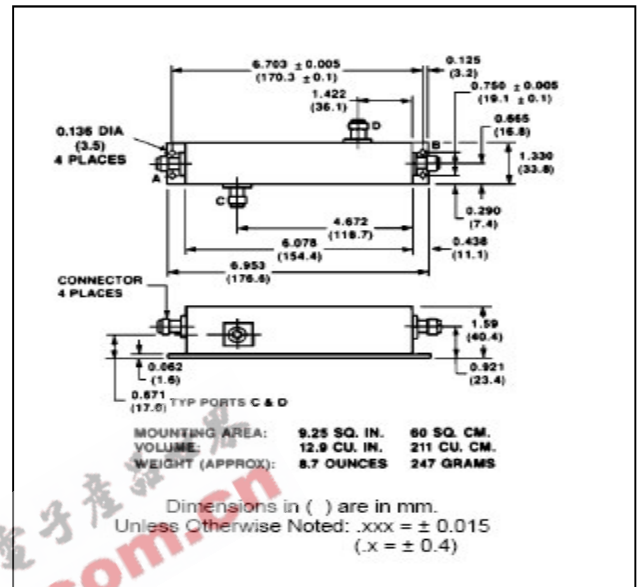 6.703 ± 0.005
(170.3 ± 0.1)
0.125
(3.2)
1.422
(36.1)
0.750 ± 0.005
(19.1 ± 0.1)
D
0.665
(16.8)
0.136 DIA
(3.5)
4 PLACES
B
1.330
(33.8)
A
C
4.672
(118.7)
0.290
(7.4)
6.078
(154.4)
0.438
(11.1)
6.953
(176.6)
CONNECTOR
4 PLACES
1.59
(40.4)
0.062
(1.6)
0.921
(23.4)
0.671
(17.0) TYP PORTS C & D
MOUNTING AREA: 9.25 SQ. IN. 60 SQ. CM.
VOLUME: 12.9 CU. IN. 211 CU. CM.
WEIGHT (APPROX): 8.7 OUNCES 247 GRAMS
Dimensions in ( ) are in mm.
Unless Otherwise Noted: .xxx = ± 0.015
(.x = ± 0.4)
子產品
com.cn